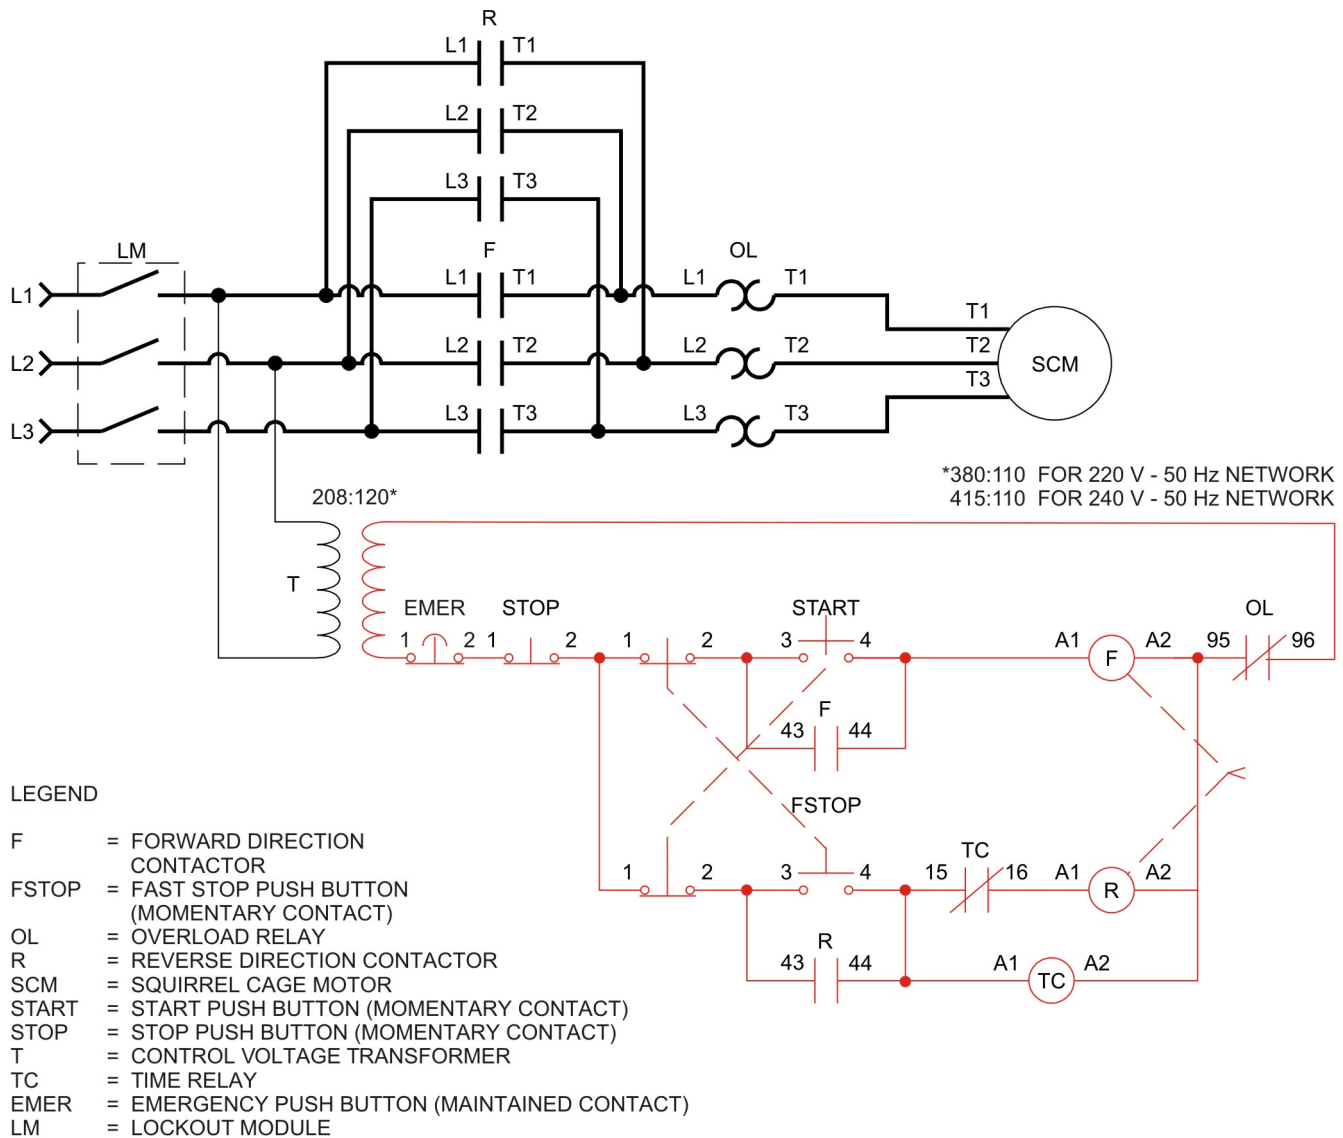 R
L1 T1
L2 T2
L3 T3
LM F OL
L1 L1 T1 L1 T1
T1
L2 L2 T2 L2 T2 T2 SCM
T3
L3 L3 T3 L3 T3
*380:110 FOR 220 V - 50 Hz NETWORK
415:110 FOR 240 V - 50 Hz NETWORK
208:120*
T
EMER STOP START OL
1 2 1 2 1 2 3 4 A1 F A2 95 96
F
43 44
FSTOP
TC
1 2 3 4 15 16 A1 R A2
R
43 44 A1 TC A2
LEGEND
F = FORWARD DIRECTION
CONTACTOR
FSTOP = FAST STOP PUSH BUTTON
(MOMENTARY CONTACT)
OL = OVERLOAD RELAY
R = REVERSE DIRECTION CONTACTOR
SCM = SQUIRREL CAGE MOTOR
START = START PUSH BUTTON (MOMENTARY CONTACT)
STOP = STOP PUSH BUTTON (MOMENTARY CONTACT)
T = CONTROL VOLTAGE TRANSFORMER
TC = TIME RELAY
EMER = EMERGENCY PUSH BUTTON (MAINTAINED CONTACT)
LM = LOCKOUT MODULE